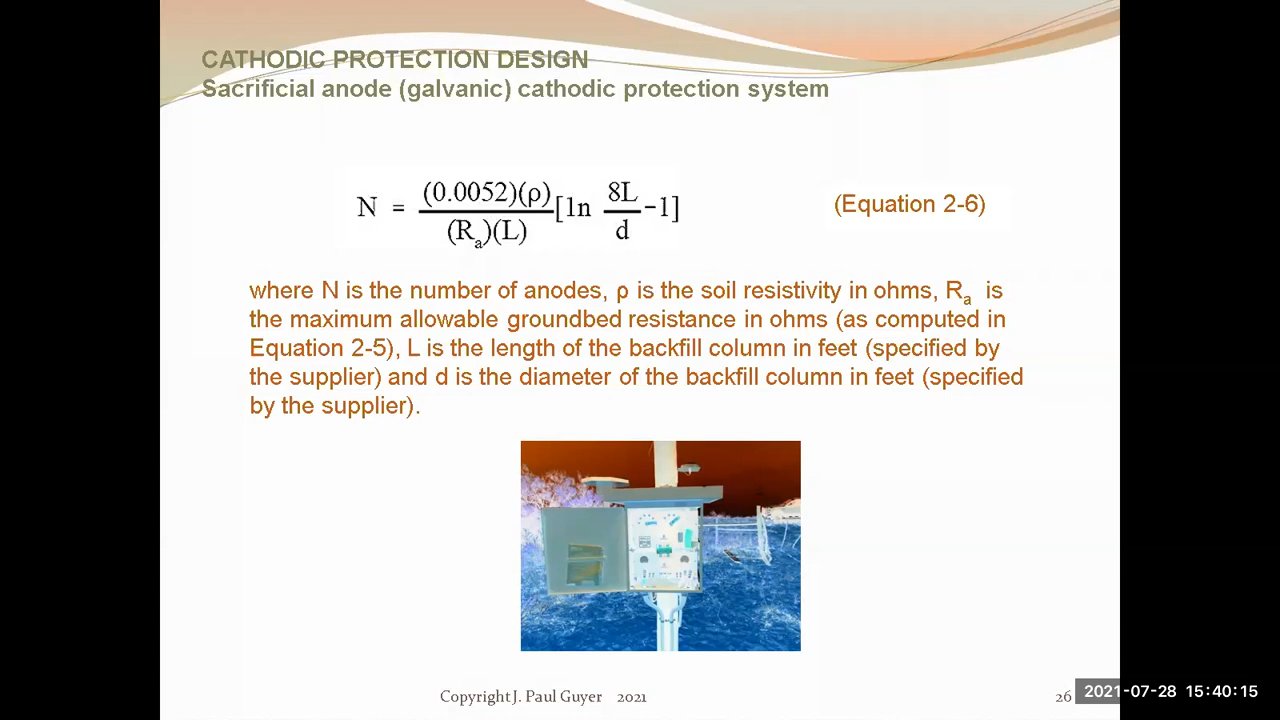 CATHODIC PROTECTION DESIGN
Sacrificial anode (galvanic) cathodic protection system
N = (0.0052)(ρ) / (Rₐ)(L) [ln 8L/d −1]
(Equation 2-6)
where N is the number of anodes, ρ is the soil resistivity in ohms, Rₐ is
the maximum allowable groundbed resistance in ohms (as computed in
Equation 2-5), L is the length of the backfill column in feet (specified by
the supplier) and d is the diameter of the backfill column in feet (specified
by the supplier).
Copyright J. Paul Guyer 2021
26
2021-07-28 15:40:15